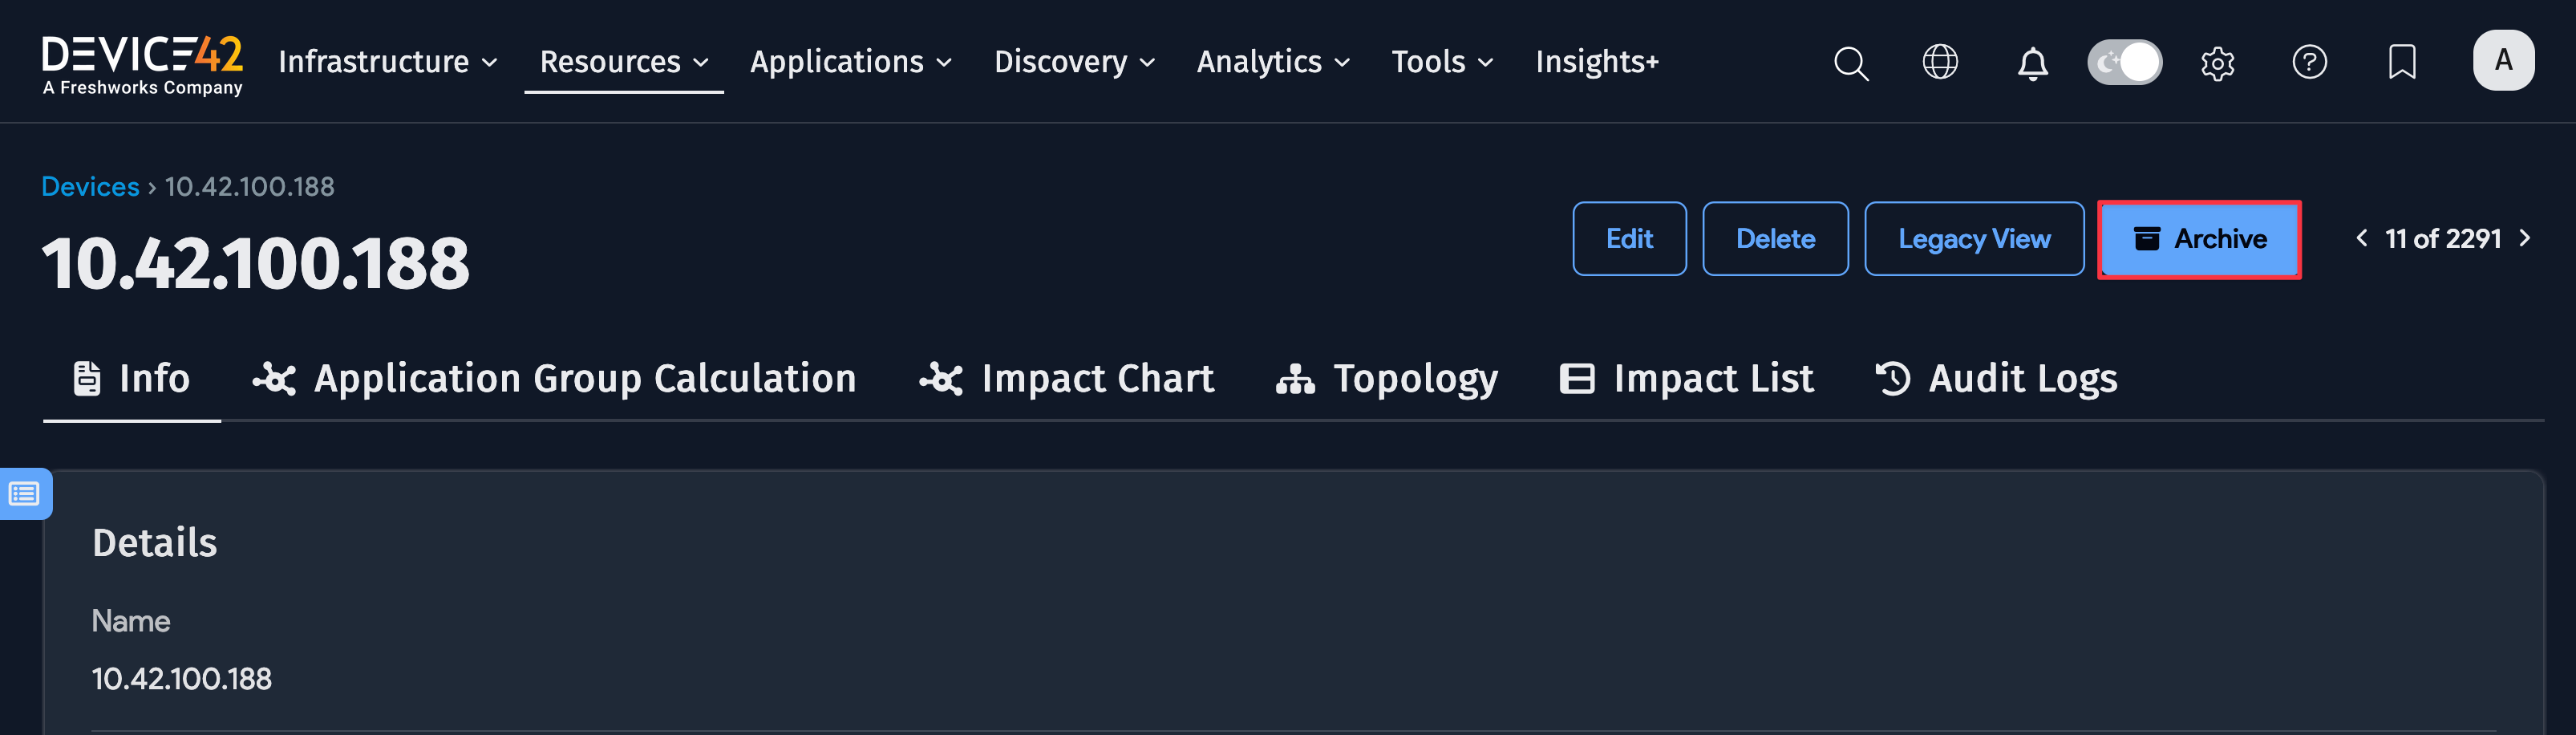 DEVICE42
A Freshworks Company
Infrastructure Resources Applications Discovery Analytics Tools Insights+
A
Devices › 10.42.100.188
10.42.100.188
Edit Delete Legacy View Archive 11 of 2291
Info Application Group Calculation Impact Chart Topology Impact List Audit Logs
Details
Name
10.42.100.188